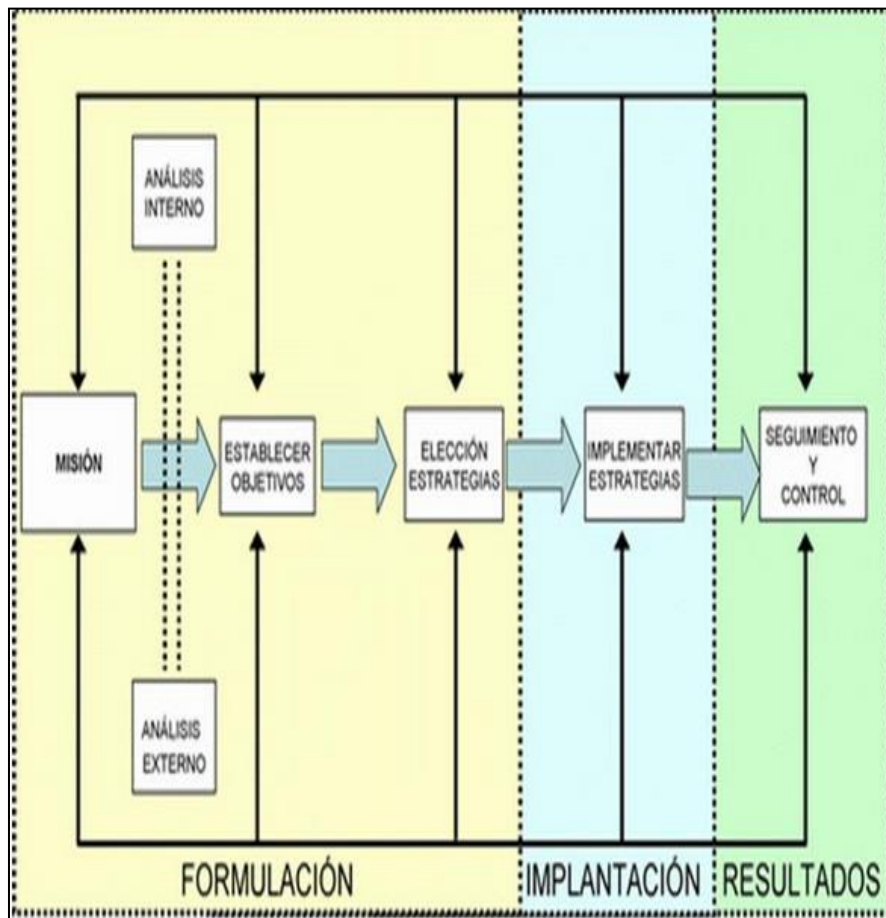 ANÁLISIS
INTERNO
MISIÓN
ESTABLECER
OBJETIVOS
ELECCIÓN
ESTRATEGIAS
IMPLEMENTAR
ESTRATEGIAS
SEGUIMIENTO
Y
CONTROL
ANÁLISIS
EXTERNO
FORMULACIÓN
IMPLANTACIÓN
RESULTADOS